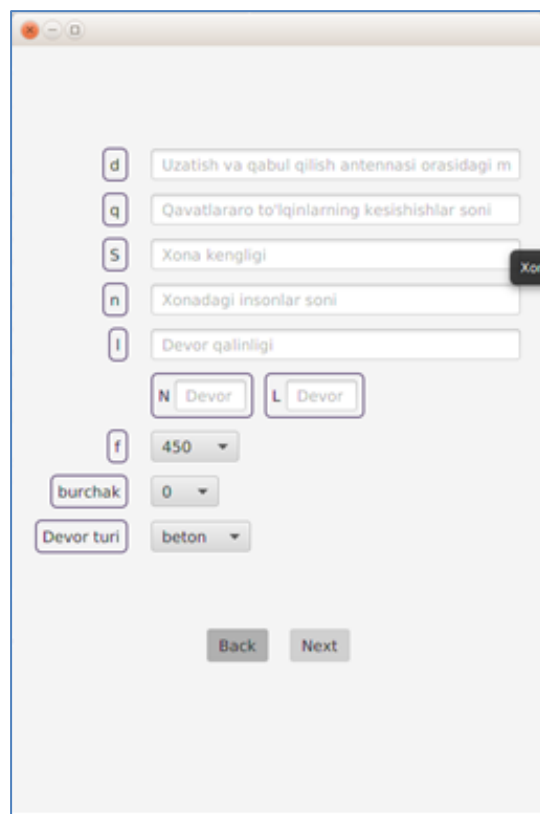 d Uzatish va qabul qilish antennasi orasidagi m
q Qavatlararo to'lqinlarning kesishishlar soni
S Xona kengligi
Xon
n Xonadagi insonlar soni
l Devor qalinligi
N Devor L Devor
f 450
burchak 0
Devor turi beton
Back Next